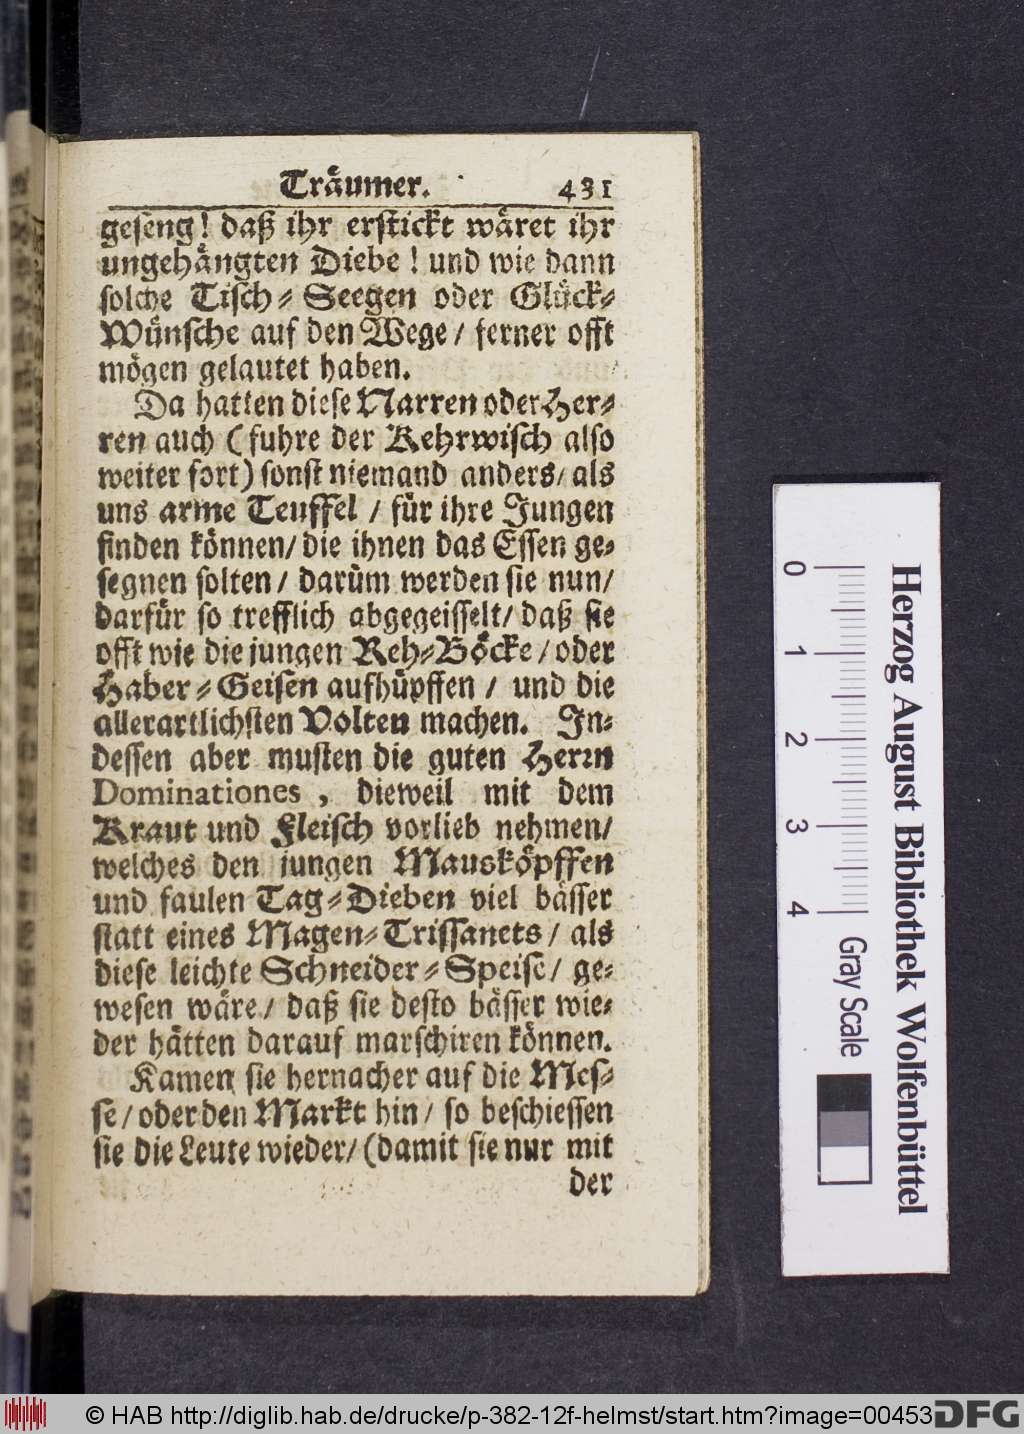 Träumer. 431
geseng! daß ihr erstickt wäret ihr
ungehängten Diebe! und wie dann
solche Tisch-Seegen oder Glück-
Wünsche auf den Wege / ferner offt
mögen gelautet haben.
Da hatten diese Narren oder Her-
ren auch (fuhre der Kehrwisch also
weiter fort) sonst niemand anders / als
uns arme Teuffel / für ihre Jungen
finden können / die ihnen das Essen ge-
segnen solten / darüm werden sie nun /
darfür so trefflich abgegeisselt / daß sie
offt wie die jungen Reh-Böcke / oder
Haber-Geisen aufhüpffen / und die
allerartlichsten Volten machen. In-
dessen aber musten die guten Herrn
Dominationes, dieweil mit dem
Kraut und Fleisch vorlieb nehmen /
welches den jungen Mausköpffen
und faulen Tag-Dieben viel bässer
statt eines Magen-Trissanets / als
diese leichte Schneider-Speise / ge-
wesen wäre / daß sie desto bässer wie-
der hätten darauf marschiren können.
Kamen sie hernacher auf die Mes-
se / oder den Markt hin / so beschiessen
sie die Leute wieder / (damit sie nur mit
der
Herzog August Bibliothek Wolfenbüttel
0 1 2 3 4 Gray Scale
© HAB http://diglib.hab.de/drucke/p-382-12f-helmst/start.htm?image=00453
DFG